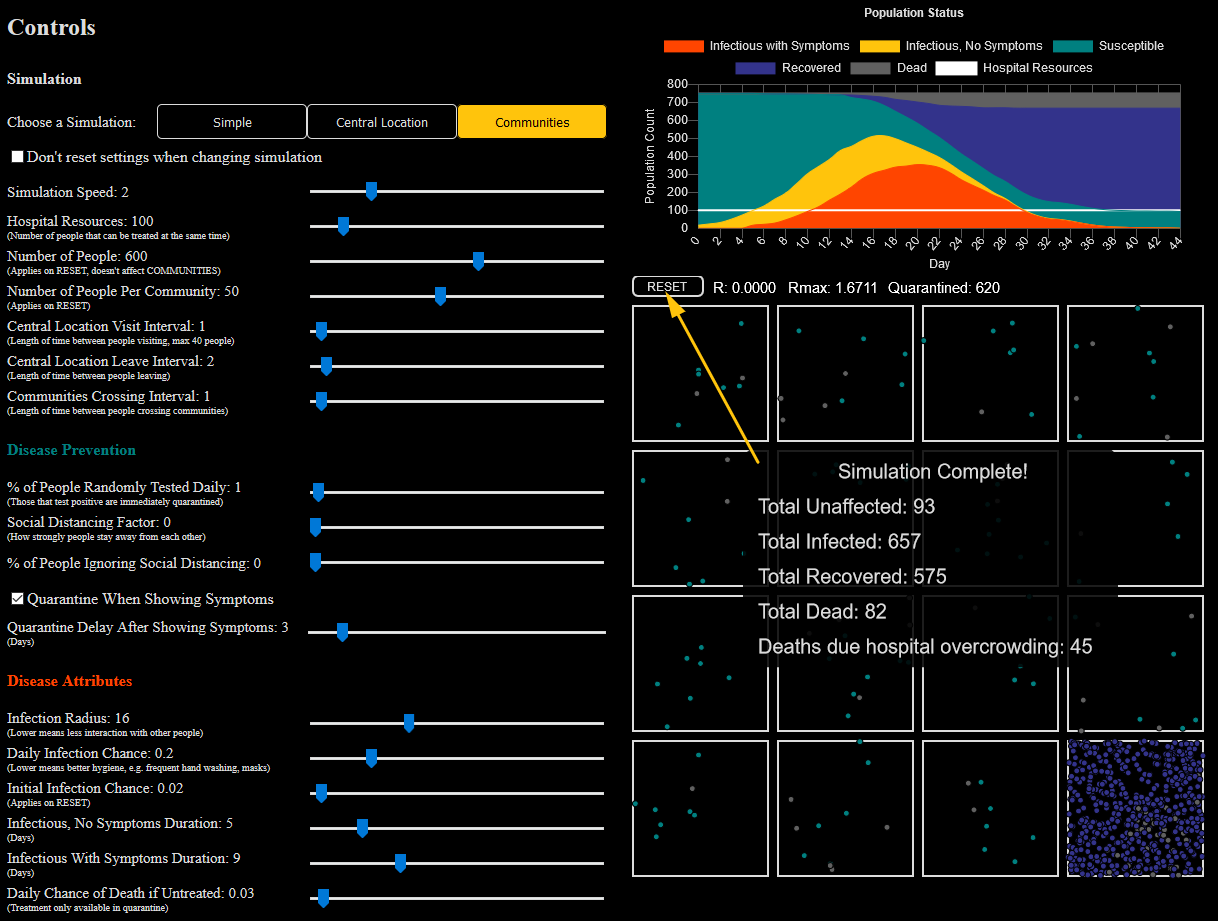 Controls
Simulation
Choose a Simulation: Simple Central Location Communities
Don't reset settings when changing simulation
Simulation Speed: 2
Hospital Resources: 100
(Number of people that can be treated at the same time)
Number of People: 600
(Applies on RESET, doesn't affect COMMUNITIES)
Number of People Per Community: 50
(Applies on RESET)
Central Location Visit Interval: 1
(Length of time between people visiting, max 40 people)
Central Location Leave Interval: 2
(Length of time between people leaving)
Communities Crossing Interval: 1
(Length of time between people crossing communities)
Disease Prevention
% of People Randomly Tested Daily: 1
(Those that test positive are immediately quarantined)
Social Distancing Factor: 0
(How strongly people stay away from each other)
% of People Ignoring Social Distancing: 0
Quarantine When Showing Symptoms
Quarantine Delay After Showing Symptoms: 3
(Days)
Disease Attributes
Infection Radius: 16
(Lower means less interaction with other people)
Daily Infection Chance: 0.2
(Lower means better hygiene, e.g. frequent hand washing, masks)
Initial Infection Chance: 0.02
(Applies on RESET)
Infectious, No Symptoms Duration: 5
(Days)
Infectious With Symptoms Duration: 9
(Days)
Daily Chance of Death if Untreated: 0.03
(Treatment only available in quarantine)
Population Status
Infectious with Symptoms Infectious, No Symptoms Susceptible
Recovered Dead Hospital Resources
Population Count
800
700
600
500
400
300
200
100
0
0 2 4 6 8 10 12 14 16 18 20 22 24 26 28 30 32 34 36 38 40 42 44
Day
RESET R: 0.0000 Rmax: 1.6711 Quarantined: 620
Simulation Complete!
Total Unaffected: 93
Total Infected: 657
Total Recovered: 575
Total Dead: 82
Deaths due hospital overcrowding: 45